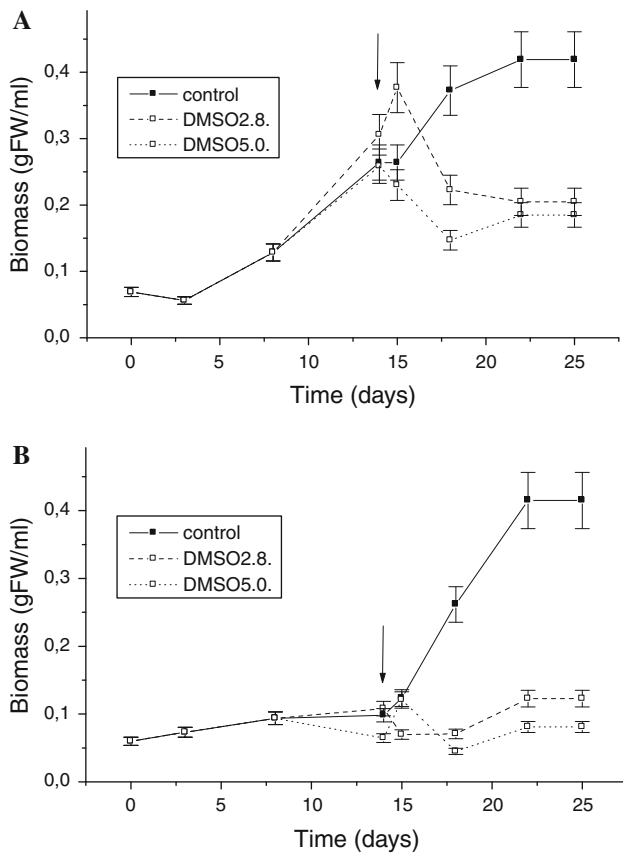 A
Biomass (gFW/ml)
0,4
0,3
0,2
0,1
0,0
control
DMSO2.8.
DMSO5.0.
0 5 10 15 20 25
Time (days)
B
Biomass (gFW/ml)
0,4
0,3
0,2
0,1
0,0
control
DMSO2.8.
DMSO5.0.
0 5 10 15 20 25
Time (days)